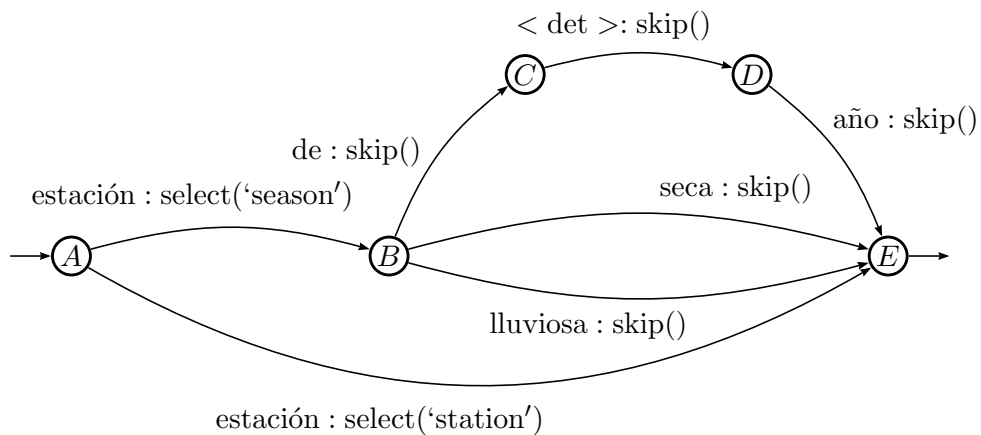 < det >: skip()
C
D
año : skip()
de : skip()
seca : skip()
estación : select(‘season′)
A
B
E
lluviosa : skip()
estación : select(‘station′)